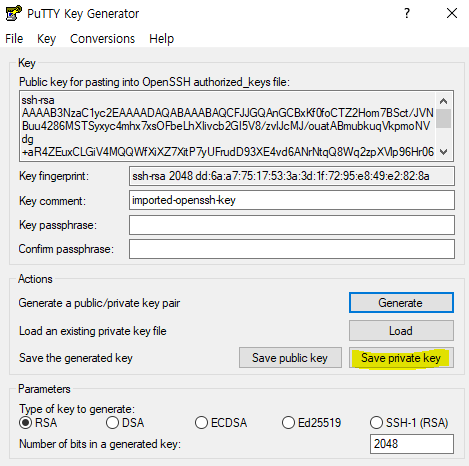 PuTTY Key Generator
File Key Conversions Help
Key
Public key for pasting into OpenSSH authorized_keys file:
ssh-rsa
AAAAB3NzaC1yc2EAAAADAQABAAABAQCFJJGQAnGCBxKf0foCTZ2Hom7BSct/JVN
Buu4286MSTSyxyc4mhx7xsOFbeLhXlivcb2GI5V8/zvlJcMJ/ouatABmubkuqVkpmoNV
dg
+aR4ZEuxCLGiV4MQQWfXiXZ7XitP7yUFrudD93XE4vd6ANrNtqQ8Wq2zpXVlp96Hr06
Key fingerprint: ssh-rsa 2048 dd:6a:a7:75:17:53:3a:3d:1f:72:95:e8:49:e2:82:8a
Key comment: imported-openssh-key
Key passphrase:
Confirm passphrase:
Actions
Generate a public/private key pair Generate
Load an existing private key file Load
Save the generated key Save public key Save private key
Parameters
Type of key to generate:
RSA DSA ECDSA Ed25519 SSH-1 (RSA)
Number of bits in a generated key: 2048